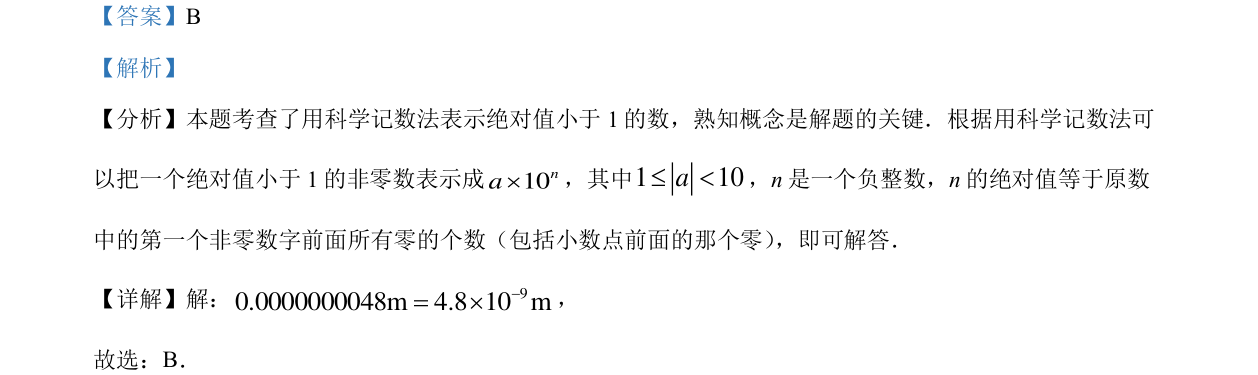 【答案】B
【解析】
【分析】本题考查了用科学记数法表示绝对值小于 1 的数，熟知概念是解题的关键．根据用科学记数法可
以把一个绝对值小于 1 的非零数表示成 a×10ⁿ，其中 1≤|a|<10，n 是一个负整数，n 的绝对值等于原数
中的第一个非零数字前面所有零的个数（包括小数点前面的那个零），即可解答．
【详解】解：0.0000000048m＝4.8×10⁻⁹m，
故选：B．